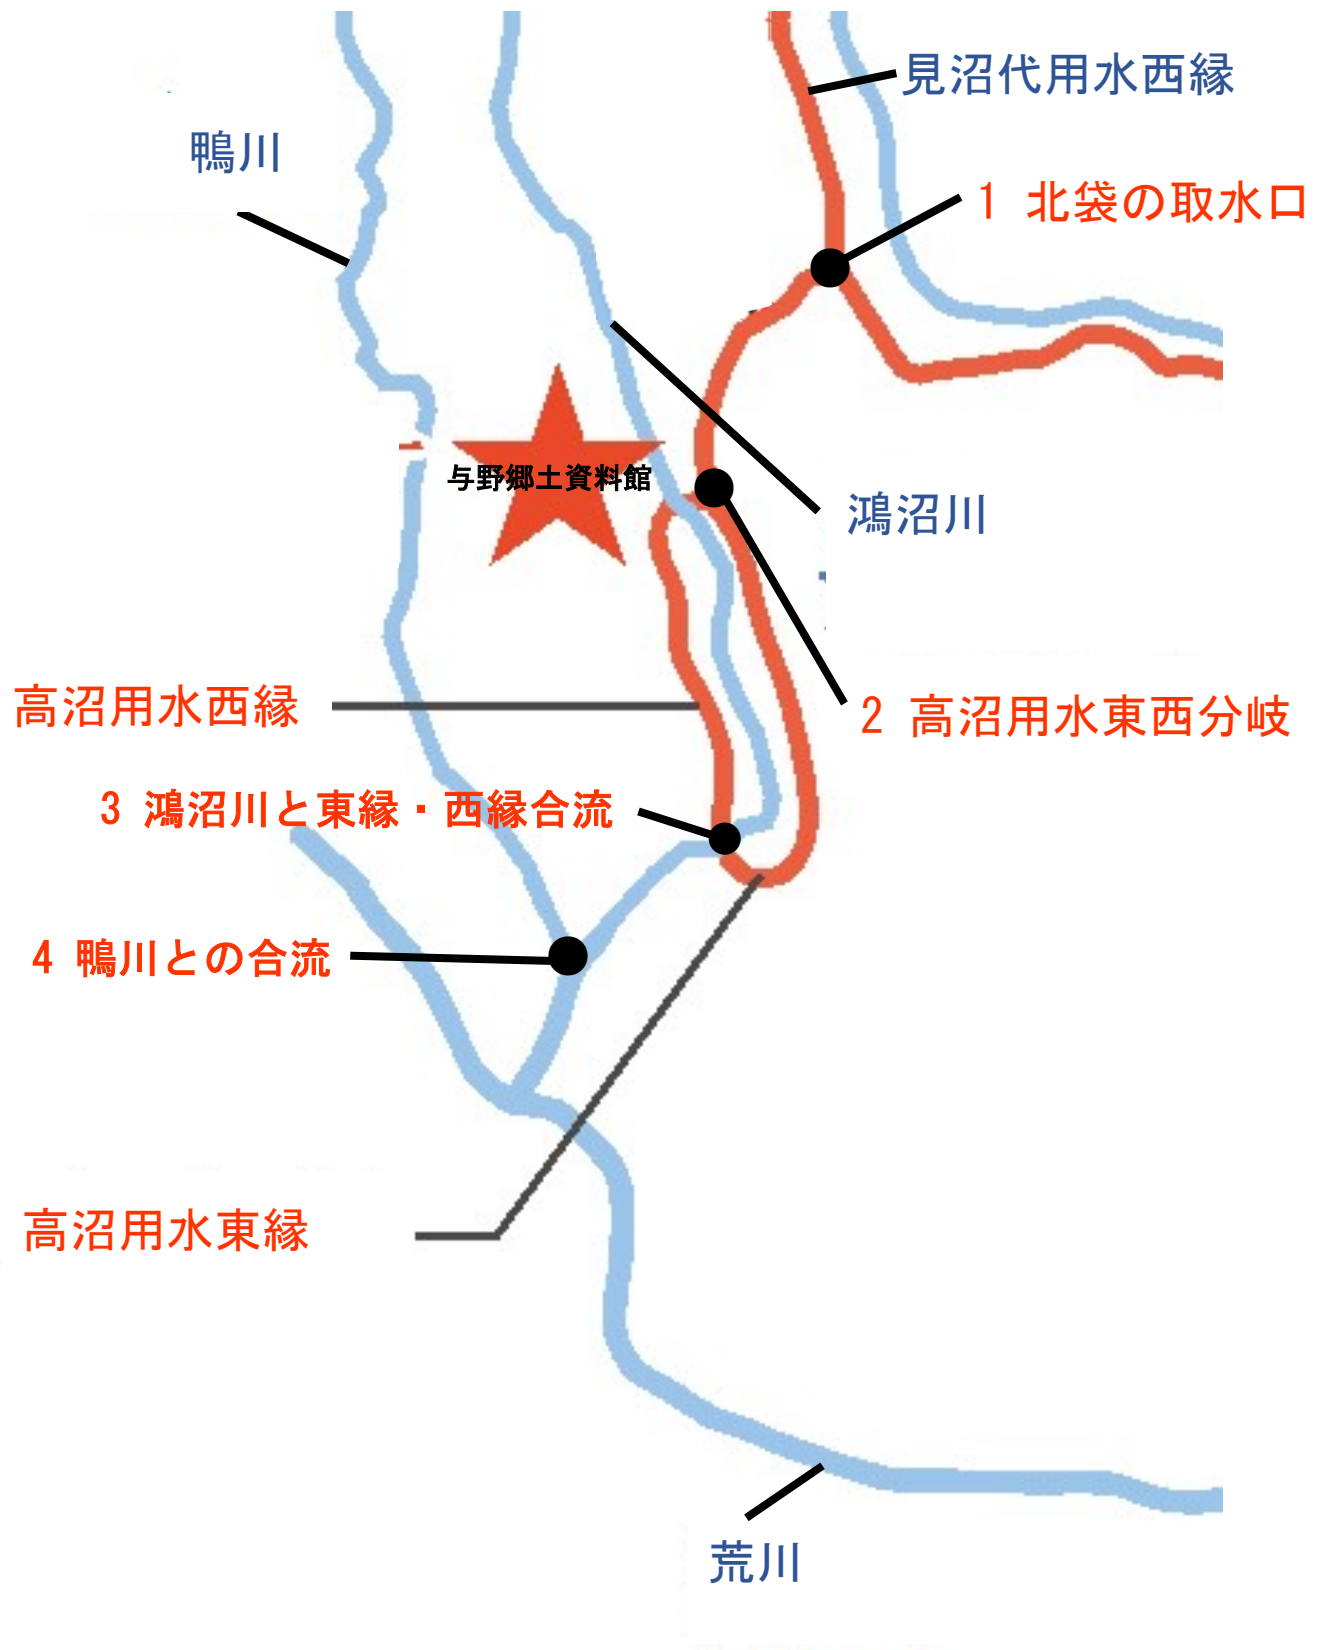 見沼代用水西縁
鴨川
1 北袋の取水口
与野郷土資料館
鴻沼川
高沼用水西縁
2 高沼用水東西分岐
3 鴻沼川と東縁・西縁合流
4 鴨川との合流
高沼用水東縁
荒川